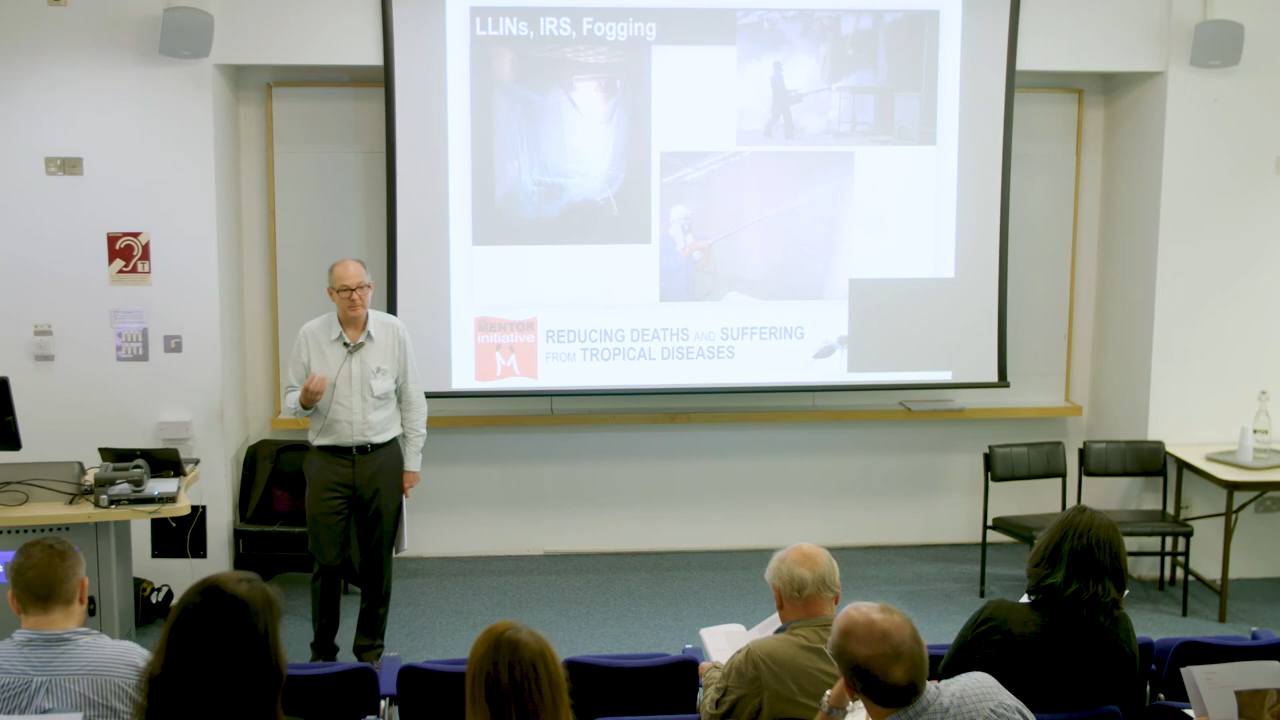 LLINs, IRS, Fogging
MENTOR
initiative
REDUCING DEATHS AND SUFFERING
FROM TROPICAL DISEASES
T